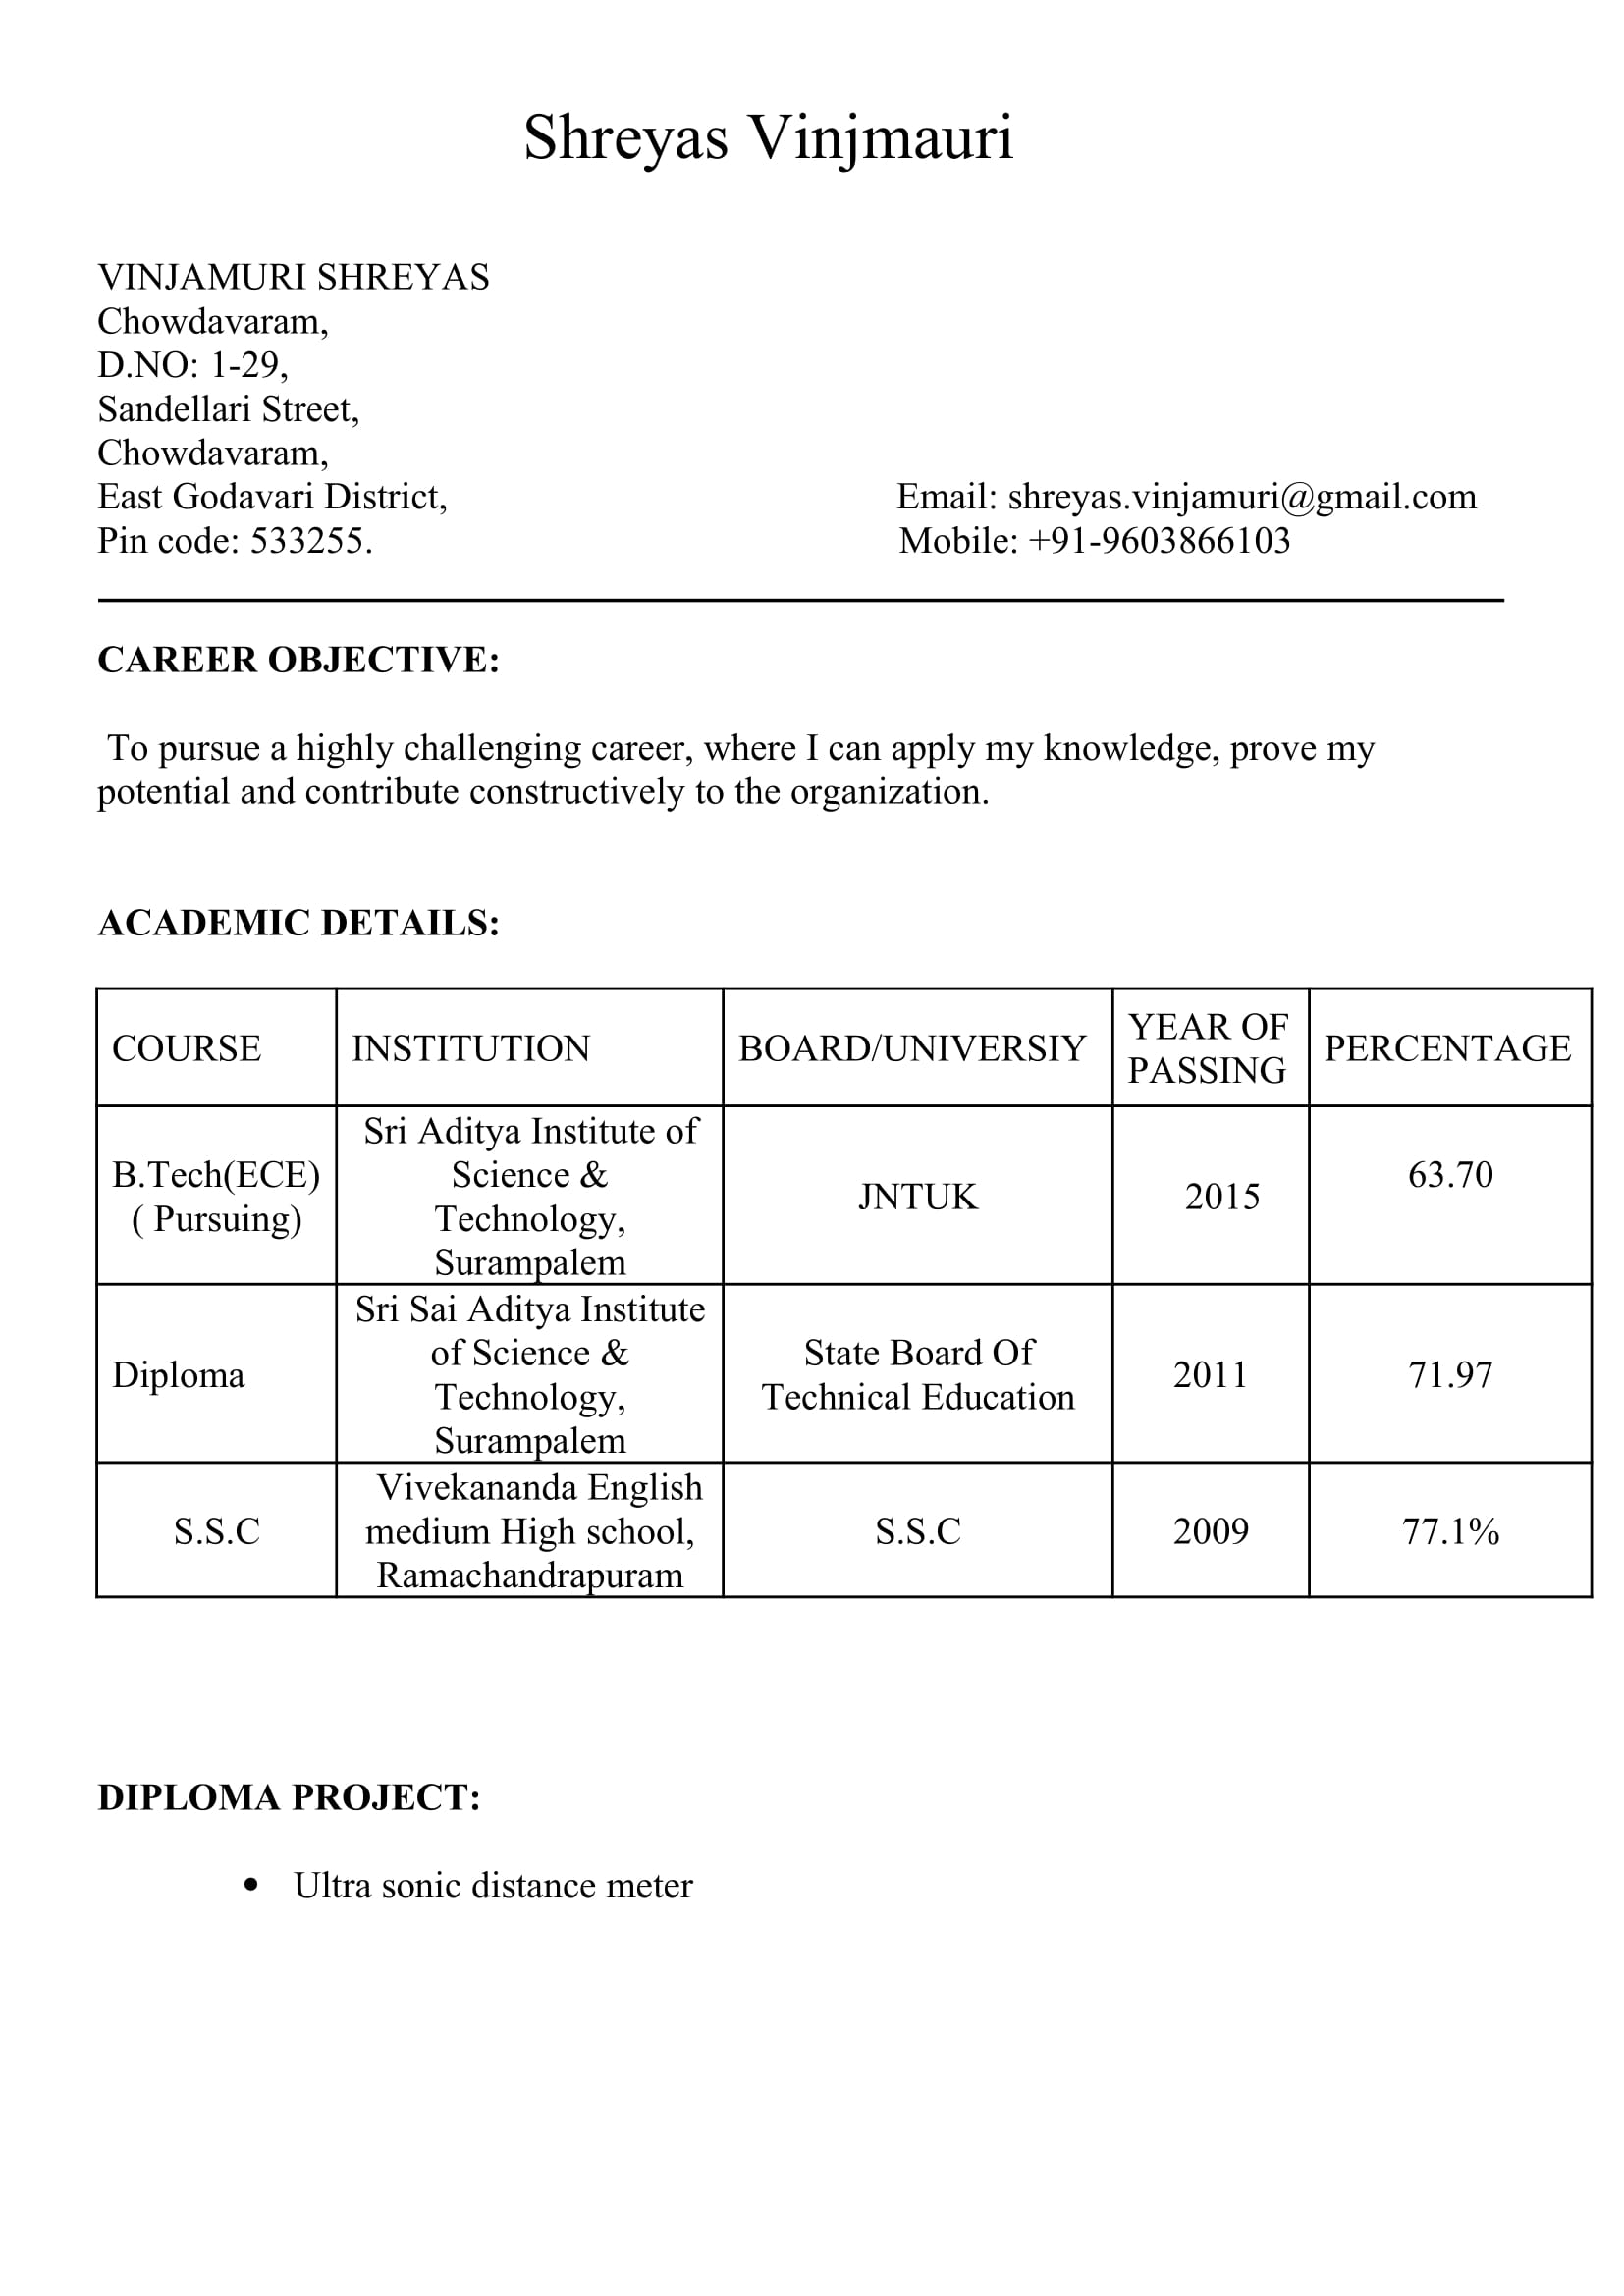 Shreyas Vinjmauri
VINJAMURI SHREYAS
Chowdavaram,
D.NO: 1-29,
Sandellari Street,
Chowdavaram,
East Godavari District, Email: shreyas.vinjamuri@gmail.com
Pin code: 533255. Mobile: +91-9603866103
CAREER OBJECTIVE:
To pursue a highly challenging career, where I can apply my knowledge, prove my
potential and contribute constructively to the organization.
ACADEMIC DETAILS:
COURSE
INSTITUTION
BOARD/UNIVERSIY
YEAR OF
PASSING
PERCENTAGE
B.Tech(ECE)
( Pursuing)
Sri Aditya Institute of
Science &
Technology,
Surampalem
JNTUK
2015
63.70
Diploma
Sri Sai Aditya Institute
of Science &
Technology,
Surampalem
State Board Of
Technical Education
2011
71.97
S.S.C
Vivekananda English
medium High school,
Ramachandrapuram
S.S.C
2009
77.1%
DIPLOMA PROJECT:
• Ultra sonic distance meter